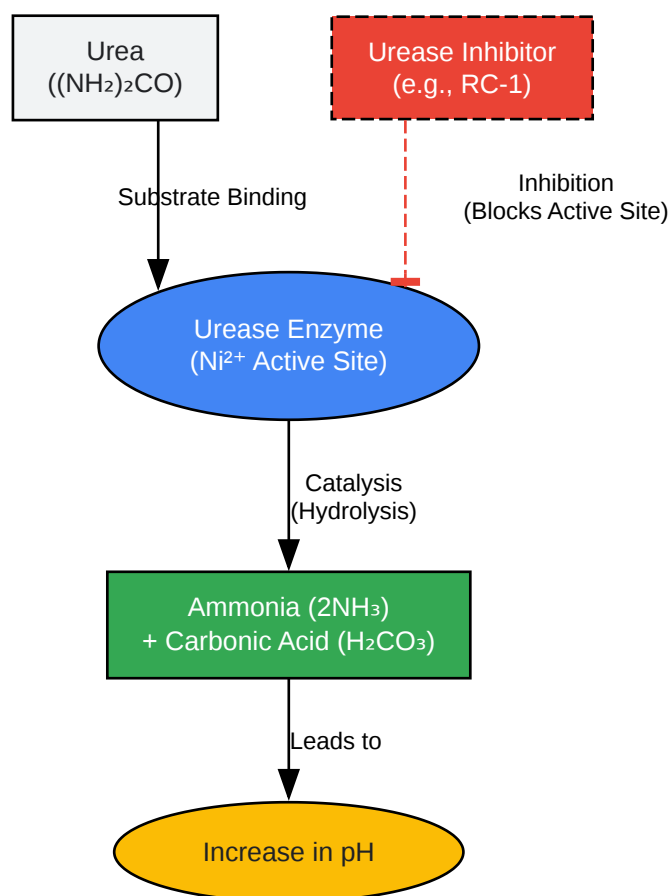 Urea
((NH₂)₂CO)
Urease Inhibitor
(e.g., RC-1)
Substrate Binding
Inhibition
(Blocks Active Site)
Urease Enzyme
(Ni²⁺ Active Site)
Catalysis
(Hydrolysis)
Ammonia (2NH₃)
+ Carbonic Acid (H₂CO₃)
Leads to
Increase in pH